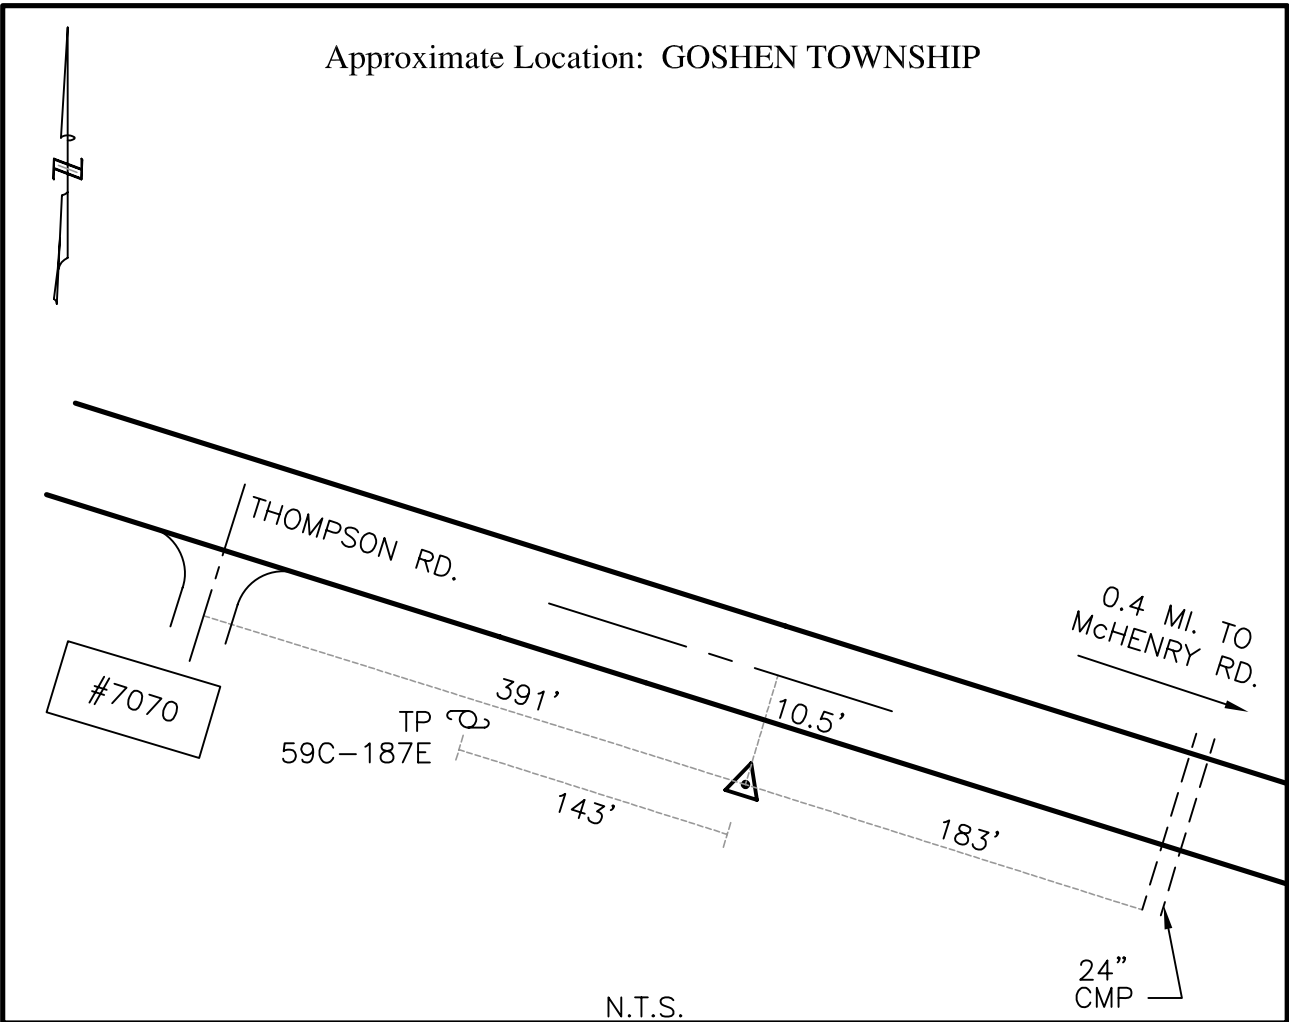 Approximate Location: GOSHEN TOWNSHIP
N
THOMPSON RD.
0.4 MI. TO
McHENRY RD.
#7070
391'
10.5'
TP
59C-187E
143'
183'
24"
CMP
N.T.S.